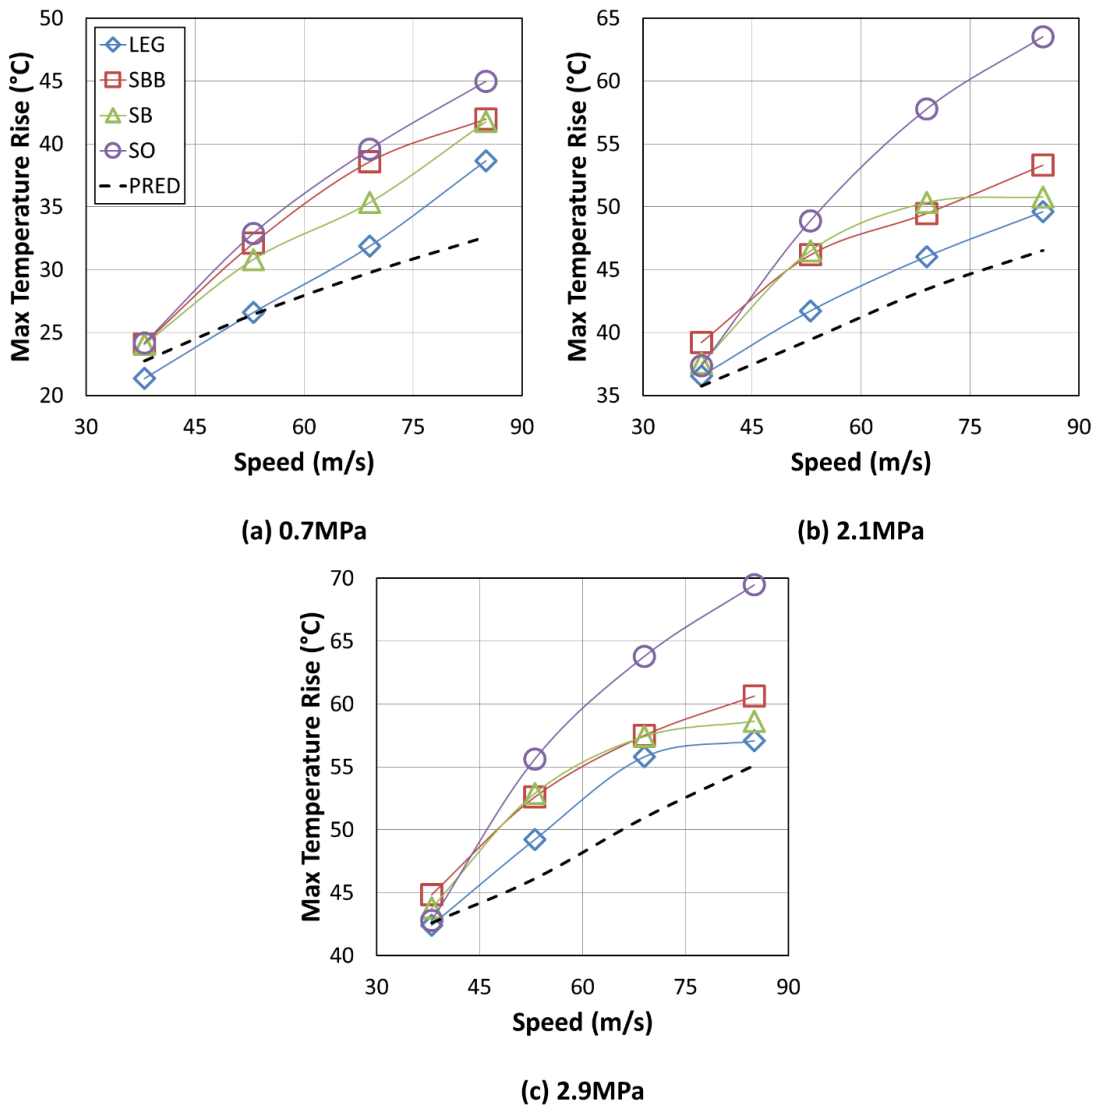 50
45
40
35
30
25
20
Max Temperature Rise (°C)
LEG
SBB
SB
SO
PRED
30 45 60 75 90
Speed (m/s)
(a) 0.7MPa
65
60
55
50
45
40
35
Max Temperature Rise (°C)
30 45 60 75 90
Speed (m/s)
(b) 2.1MPa
70
65
60
55
50
45
40
Max Temperature Rise (°C)
30 45 60 75 90
Speed (m/s)
(c) 2.9MPa